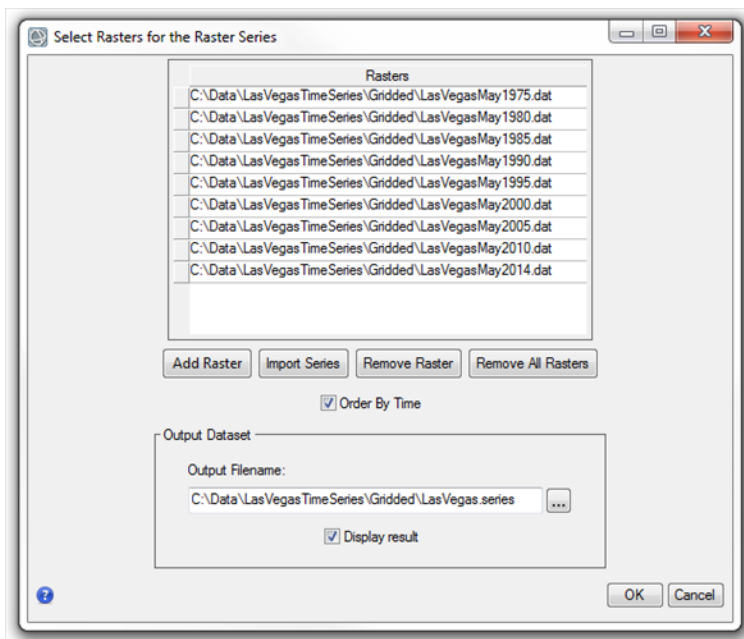 Select Rasters for the Raster Series
Rasters
C:\Data\LasVegasTimeSeries\Gridded\LasVegasMay1975.dat
C:\Data\LasVegasTimeSeries\Gridded\LasVegasMay1980.dat
C:\Data\LasVegasTimeSeries\Gridded\LasVegasMay1985.dat
C:\Data\LasVegasTimeSeries\Gridded\LasVegasMay1990.dat
C:\Data\LasVegasTimeSeries\Gridded\LasVegasMay1995.dat
C:\Data\LasVegasTimeSeries\Gridded\LasVegasMay2000.dat
C:\Data\LasVegasTimeSeries\Gridded\LasVegasMay2005.dat
C:\Data\LasVegasTimeSeries\Gridded\LasVegasMay2010.dat
C:\Data\LasVegasTimeSeries\Gridded\LasVegasMay2014.dat
Add Raster Import Series Remove Raster Remove All Rasters
Order By Time
Output Dataset
Output Filename:
C:\Data\LasVegasTimeSeries\Gridded\LasVegas.series ...
Display result
? OK Cancel